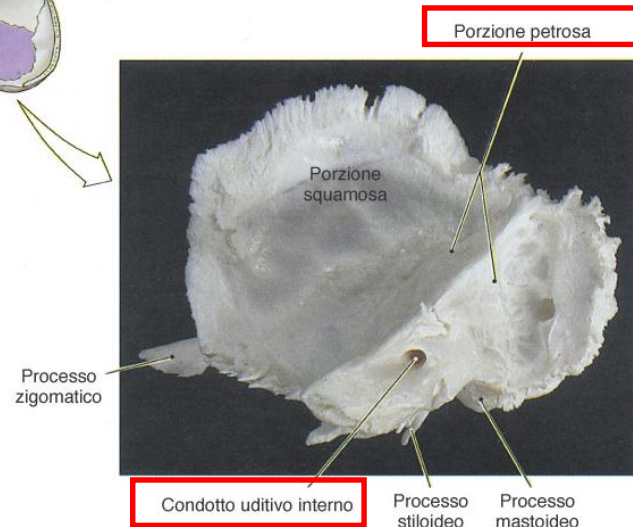 Porzione petrosa
Porzione
squamosa
Processo
zigomatico
Condotto uditivo interno
Processo
stiloideo
Processo
mastoideo